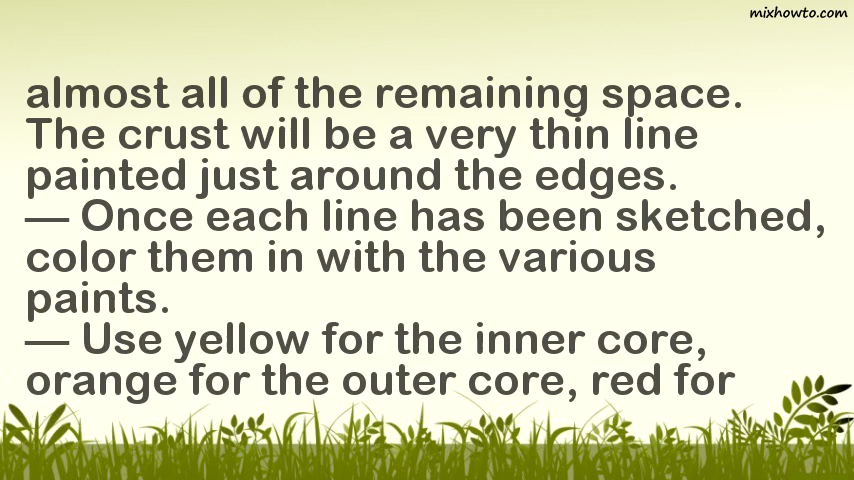 mixhowto.com
almost all of the remaining space.
The crust will be a very thin line
painted just around the edges.
— Once each line has been sketched,
color them in with the various
paints.
— Use yellow for the inner core,
orange for the outer core, red for